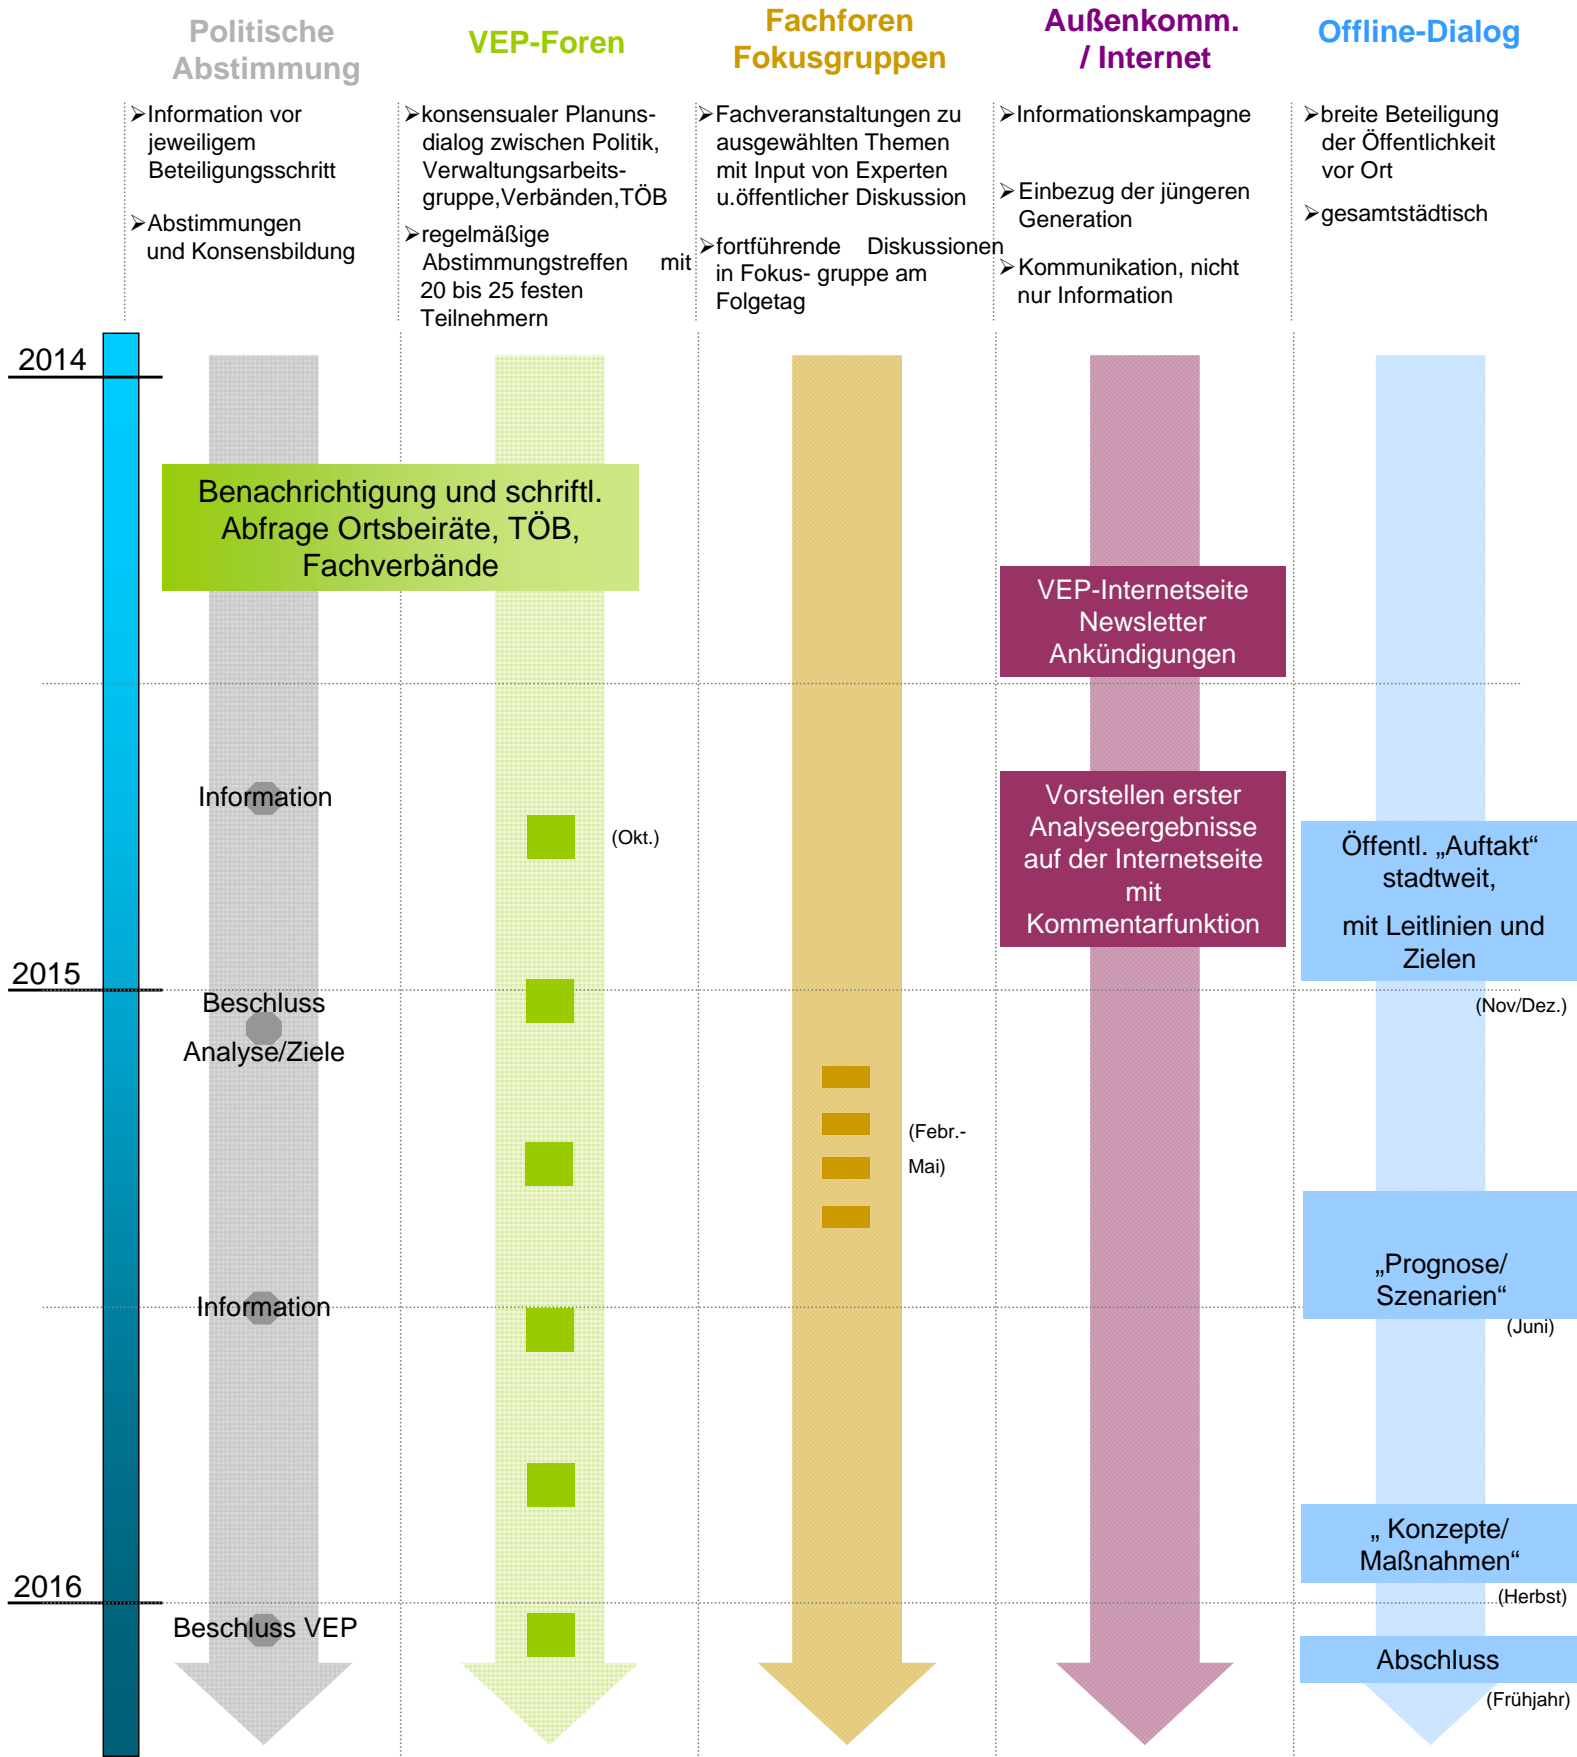 Politische
Abstimmung
VEP-Foren
Fachforen
Fokusgruppen
Außenkomm.
/ Internet
Offline-Dialog
➢Information vor
jeweiligem
Beteiligungsschritt
➢Abstimmungen
und Konsensbildung
➢konsensualer Planuns-
dialog zwischen Politik,
Verwaltungsarbeits-
gruppe,Verbänden,TÖB
➢regelmäßige
Abstimmungstreffen mit
20 bis 25 festen
Teilnehmern
➢Fachveranstaltungen zu
ausgewählten Themen
mit Input von Experten
u.öffentlicher Diskussion
➢fortführende Diskussionen
in Fokus- gruppe am
Folgetag
➢Informationskampagne
➢Einbezug der jüngeren
Generation
➢Kommunikation, nicht
nur Information
➢breite Beteiligung
der Öffentlichkeit
vor Ort
➢gesamtstädtisch
2014
Benachrichtigung und schriftl.
Abfrage Ortsbeiräte, TÖB,
Fachverbände
VEP-Internetseite
Newsletter
Ankündigungen
Information
(Okt.)
Vorstellen erster
Analyseergebnisse
auf der Internetseite
mit
Kommentarfunktion
Öffentl. „Auftakt“
stadtweit,
mit Leitlinien und
Zielen
(Nov/Dez.)
2015
Beschluss
Analyse/Ziele
(Febr.-
Mai)
„Prognose/
Szenarien“
(Juni)
Information
„ Konzepte/
Maßnahmen“
(Herbst)
2016
Beschluss VEP
Abschluss
(Frühjahr)